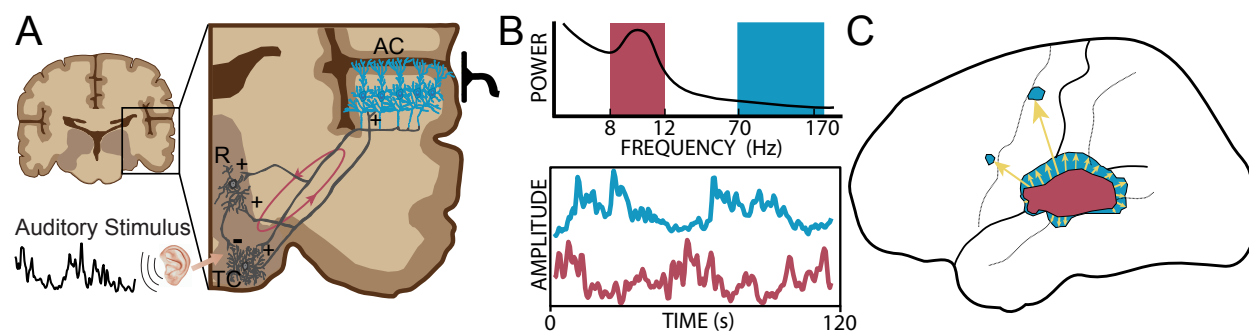 A
AC
+
R
+
+
-
+
TC
Auditory Stimulus
B
POWER
8
12
70
170
FREQUENCY (Hz)
AMPLITUDE
0
TIME (s)
120
C